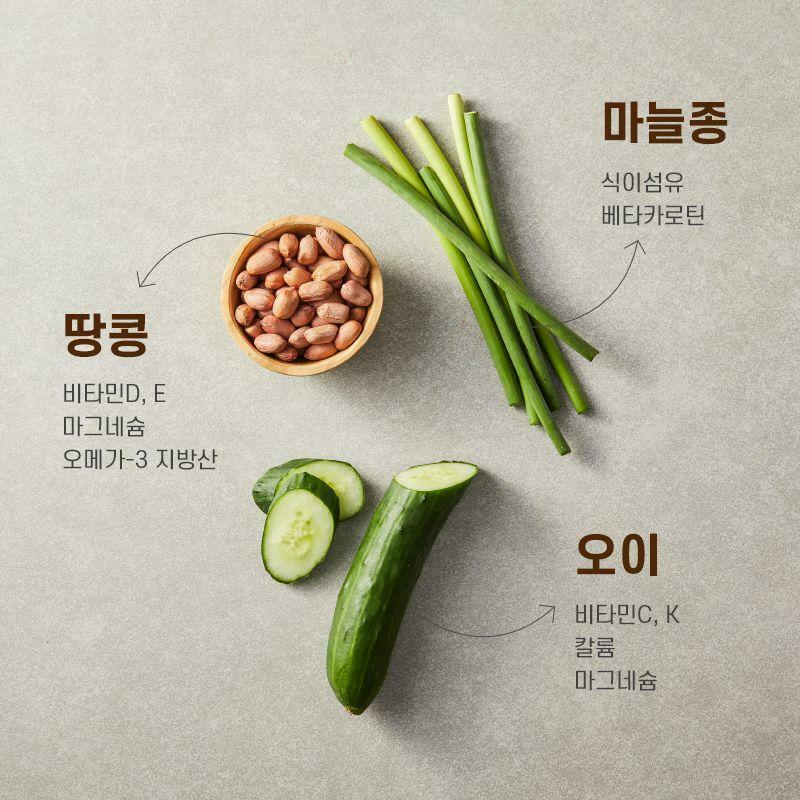 마늘종
식이섬유
베타카로틴
땅콩
비타민D, E
마그네슘
오메가-3 지방산
오이
비타민C, K
칼륨
마그네슘